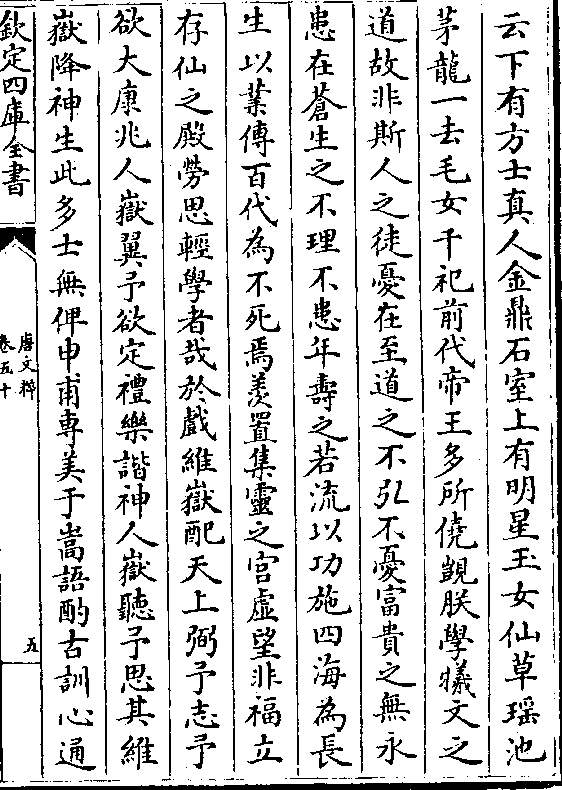 云下有方士真人金鼎石室上有明星玉女仙草瑶池
茅龍一去毛女千祀前代帝王多所僥覬朕學犧文之
道故非斯人之徒憂在至道之不弘不憂富貴之無永
患在蒼生之不理不患年壽之若流以功施四海為長
生以業傳百代為不死焉羨置集靈之宮虛望非福立
存仙之殿勞思輕學者哉於戲維嶽配天上弼予志予
欲大康兆人嶽翼予欲定禮樂諧神人嶽聽予思其維
嶽降神生此多士無俾申甫專美于嵩語酌古訓心通
欽定四庫全書
唐文粹
卷五十
五